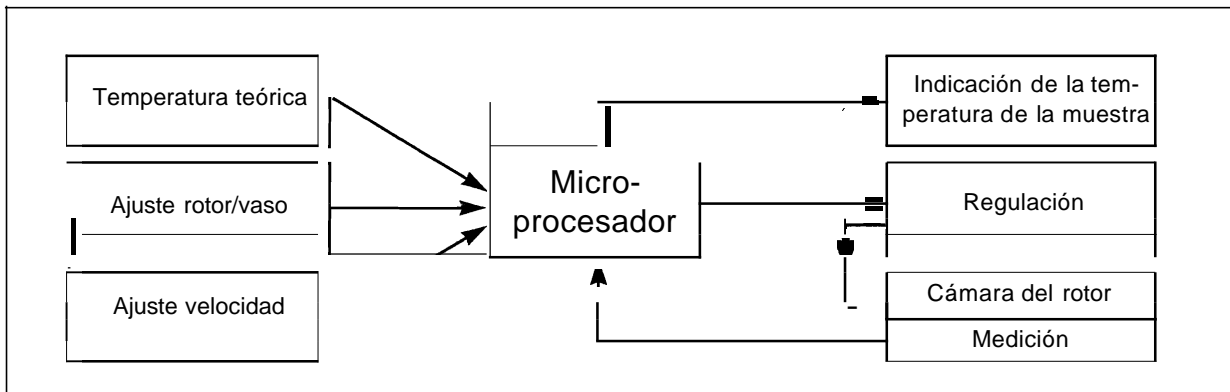 Temperatura teórica
Ajuste rotor/vaso
Ajuste velocidad
Micro-
procesador
Indicación de la tem-
peratura de la muestra
Regulación
Cámara del rotor
Medición